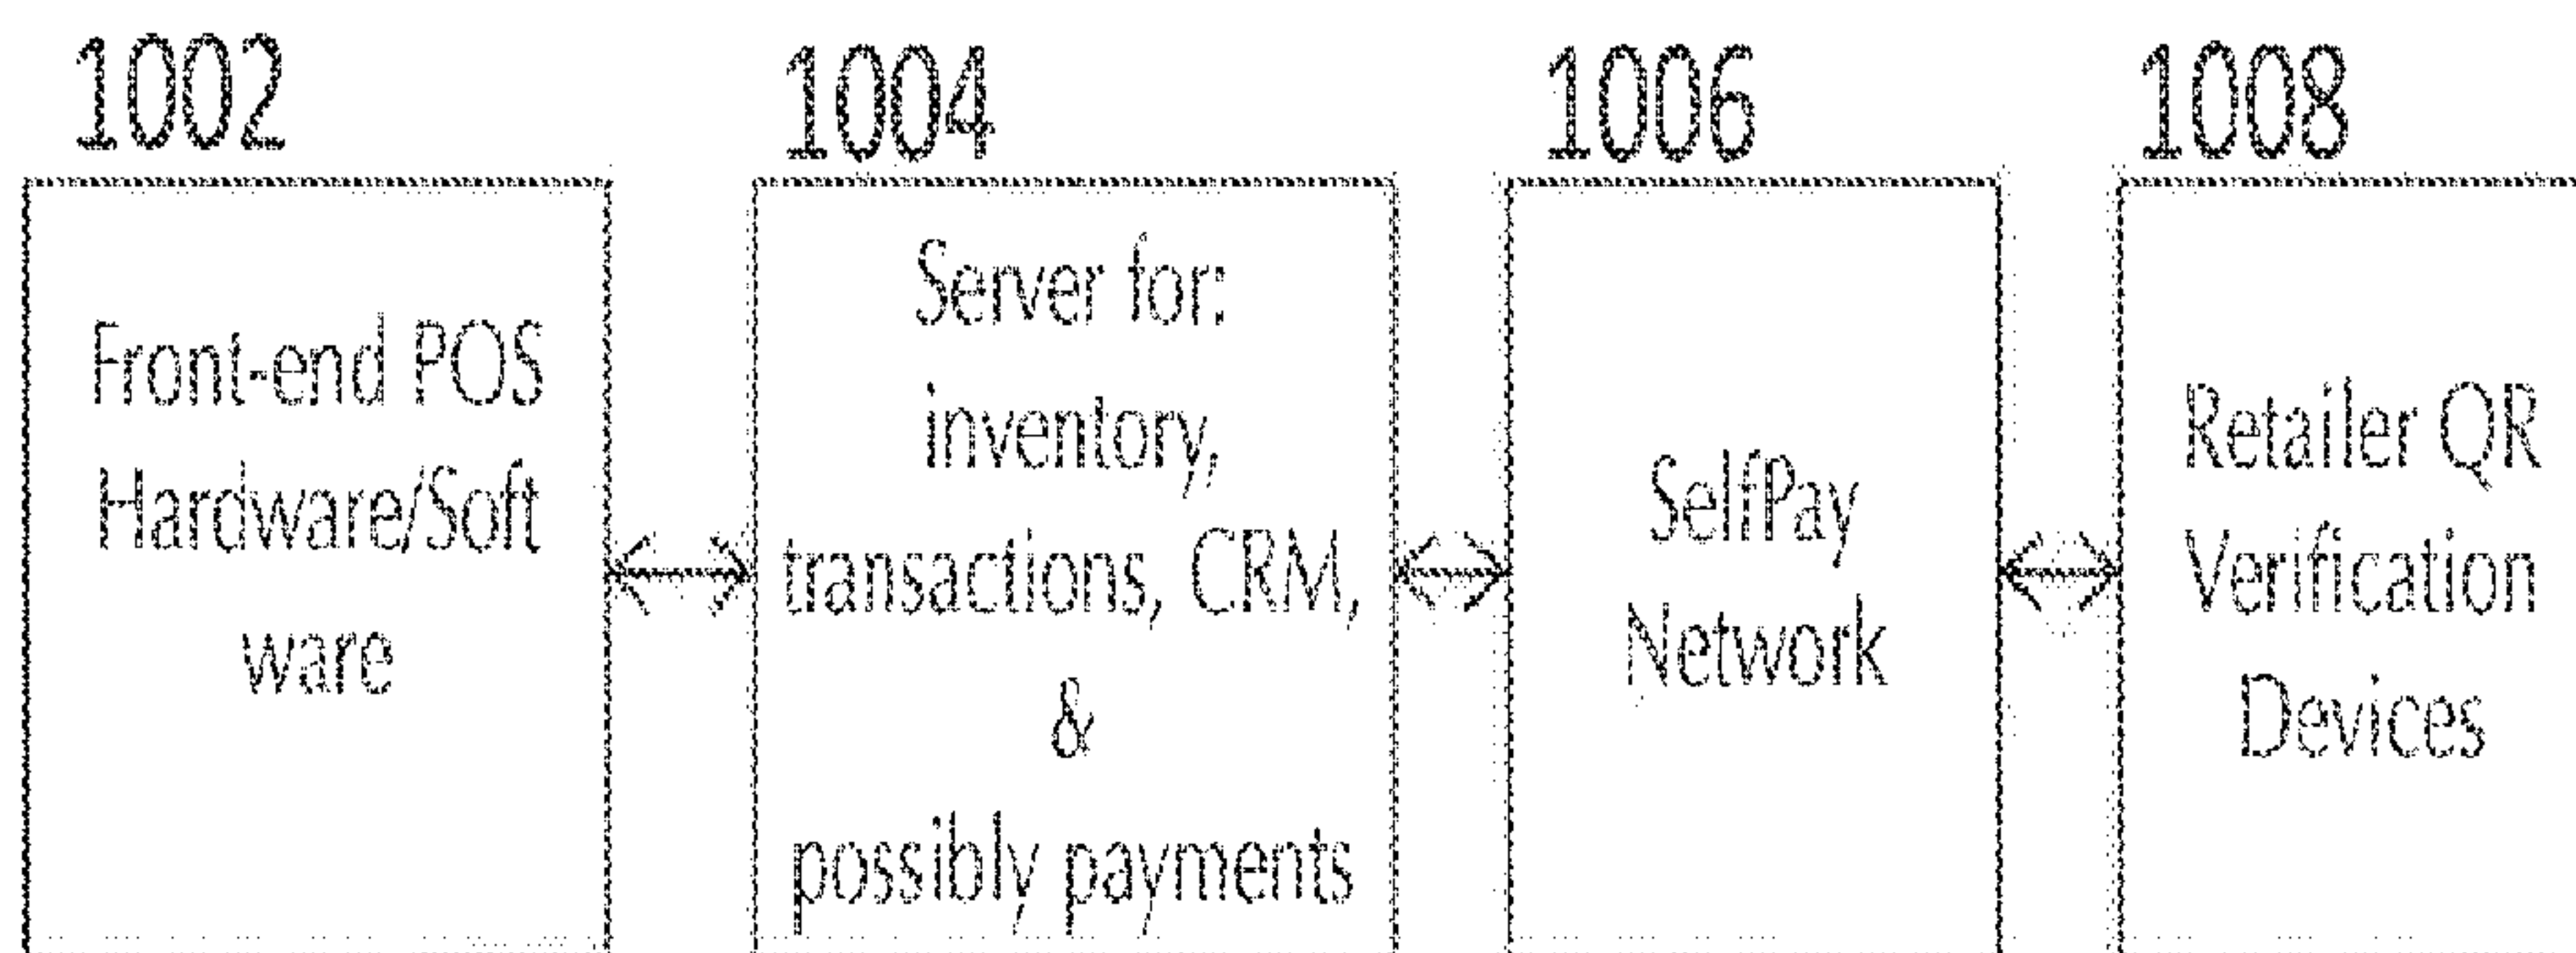 1002
1004
1006
1008
Front-end POS
Hardware/Soft
ware
Server for:
inventory,
transactions, CRM,
&
possibly payments
SelfPay
Network
Retailer QR
Verification
Devices